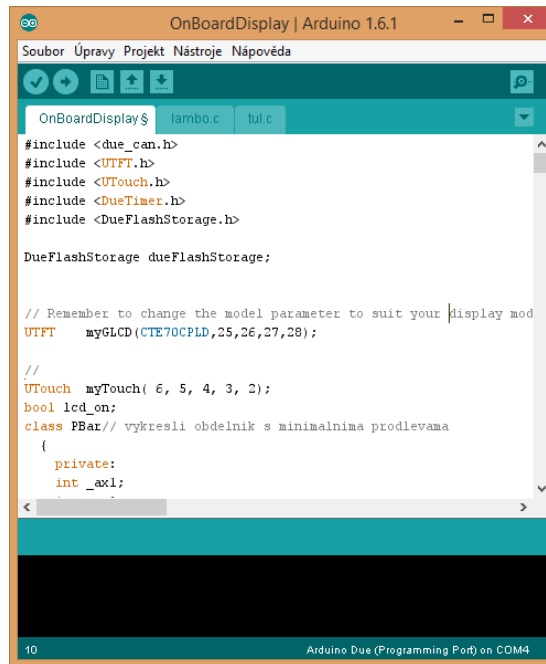 OnBoardDisplay | Arduino 1.6.1
Soubor Úpravy Projekt Nástroje Nápověda
OnBoardDisplay § lambo.c tul.c
#include <due_can.h>
#include <UTFT.h>
#include <UTouch.h>
#include <DueTimer.h>
#include <DueFlashStorage.h>
DueFlashStorage dueFlashStorage;
// Remember to change the model parameter to suit your display mod
UTFT    myGLCD(CTE70CPLD,25,26,27,28);
//
UTouch  myTouch( 6, 5, 4, 3, 2);
bool lcd_on;
class PBar// vykresli obdelnik s minimalnima prodlevama
{
private:
int _ax1;
10 Arduino Due (Programming Port) on COM4